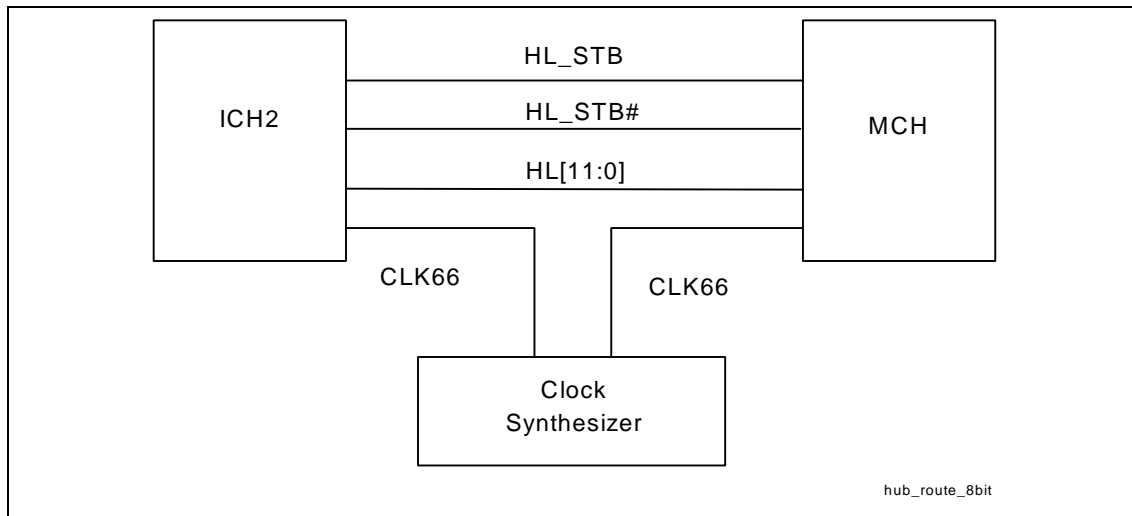 HL_STB
ICH2
HL_STB#
MCH
HL[11:0]
CLK66
CLK66
Clock
Synthesizer
hub_route_8bit